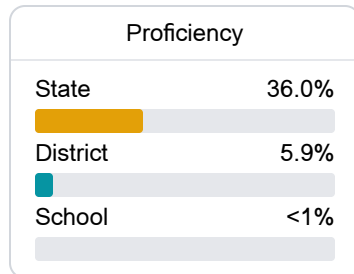 Proficiency
State 36.0%
District 5.9%
School <1%